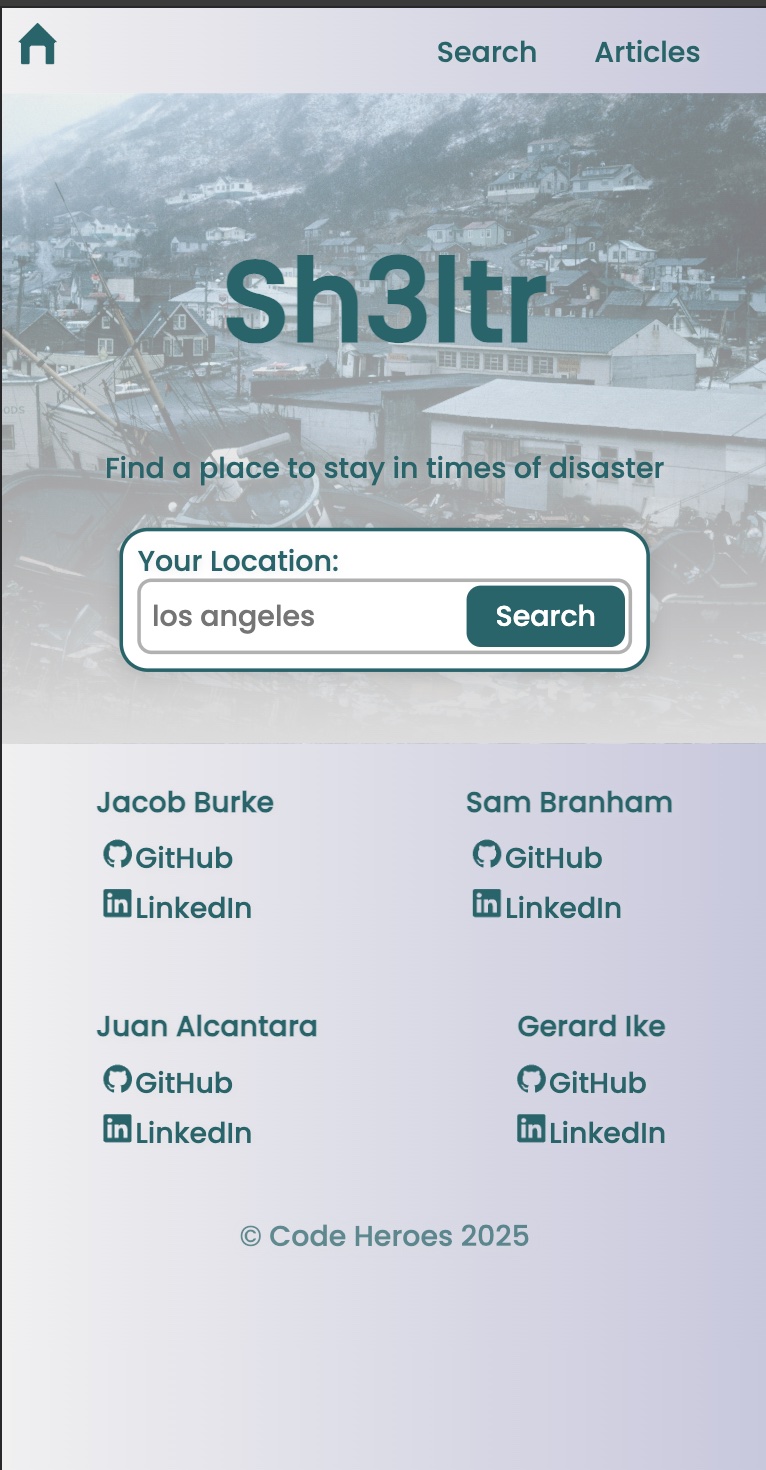 Search Articles
Sh3ltr
Find a place to stay in times of disaster
Your Location:
los angeles Search
Jacob Burke
GitHub
LinkedIn
Sam Branham
GitHub
LinkedIn
Juan Alcantara
GitHub
LinkedIn
Gerard Ike
GitHub
LinkedIn
© Code Heroes 2025